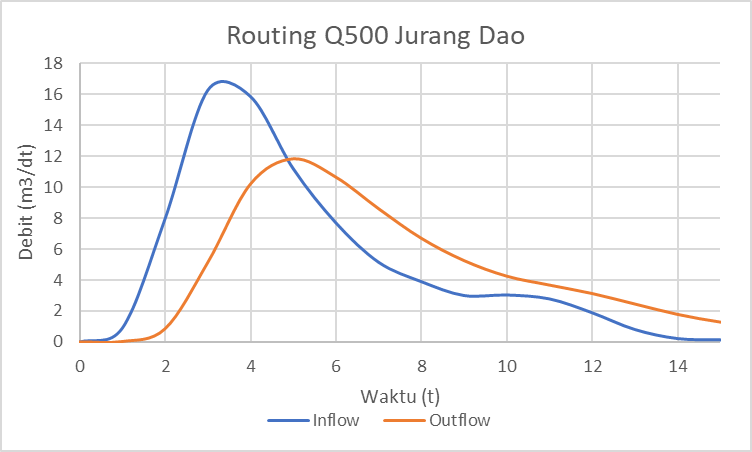 Routing Q500 Jurang Dao
18
16
14
12
10
8
6
4
2
0
Debit (m3/dt)
0 2 4 6 8 10 12 14
Waktu (t)
Inflow Outflow